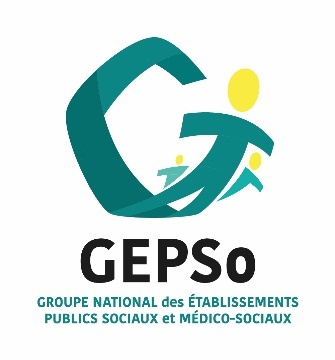 GEPSo
GROUPE NATIONAL des ÉTABLISSEMENTS
PUBLICS SOCIAUX et MÉDICO-SOCIAUX